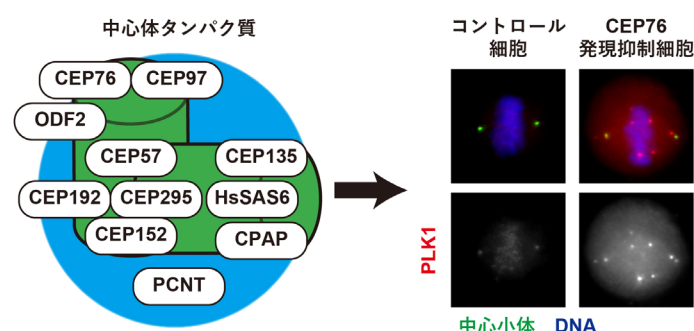 中心体タンパク質
CEP76
CEP97
ODF2
CEP57
CEP135
CEP192
CEP295
HsSAS6
CEP152
CPAP
PCNT
コントロール
細胞
CEP76
発現抑制細胞
PLK1
中心小体 DNA